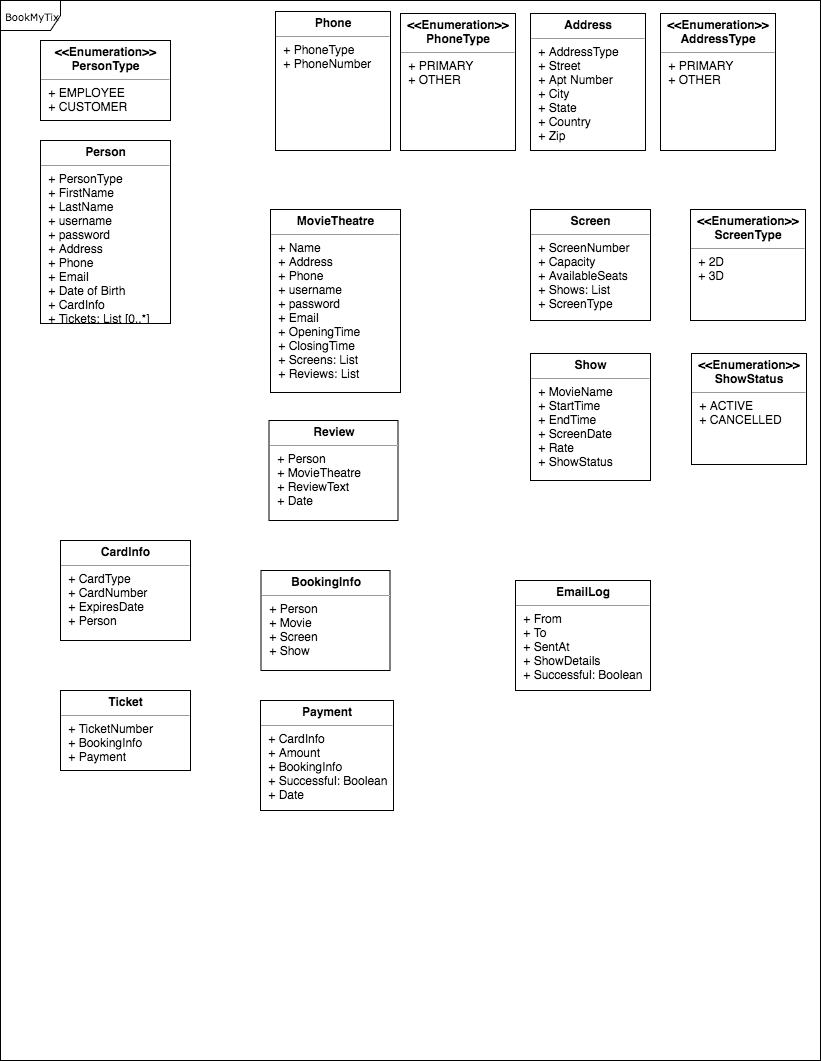 BookMyTix
<<Enumeration>>
PersonType
+ EMPLOYEE
+ CUSTOMER
Phone
+ PhoneType
+ PhoneNumber
<<Enumeration>>
PhoneType
+ PRIMARY
+ OTHER
Address
+ AddressType
+ Street
+ Apt Number
+ City
+ State
+ Country
+ Zip
<<Enumeration>>
AddressType
+ PRIMARY
+ OTHER
Person
+ PersonType
+ FirstName
+ LastName
+ username
+ password
+ Address
+ Phone
+ Email
+ Date of Birth
+ CardInfo
+ Tickets: List [0..*]
MovieTheatre
+ Name
+ Address
+ Phone
+ username
+ password
+ Email
+ OpeningTime
+ ClosingTime
+ Screens: List
+ Reviews: List
Screen
+ ScreenNumber
+ Capacity
+ AvailableSeats
+ Shows: List
+ ScreenType
<<Enumeration>>
ScreenType
+ 2D
+ 3D
Show
+ MovieName
+ StartTime
+ EndTime
+ ScreenDate
+ Rate
+ ShowStatus
<<Enumeration>>
ShowStatus
+ ACTIVE
+ CANCELLED
Review
+ Person
+ MovieTheatre
+ ReviewText
+ Date
CardInfo
+ CardType
+ CardNumber
+ ExpiresDate
+ Person
BookingInfo
+ Person
+ Movie
+ Screen
+ Show
EmailLog
+ From
+ To
+ SentAt
+ ShowDetails
+ Successful: Boolean
Ticket
+ TicketNumber
+ BookingInfo
+ Payment
Payment
+ CardInfo
+ Amount
+ BookingInfo
+ Successful: Boolean
+ Date